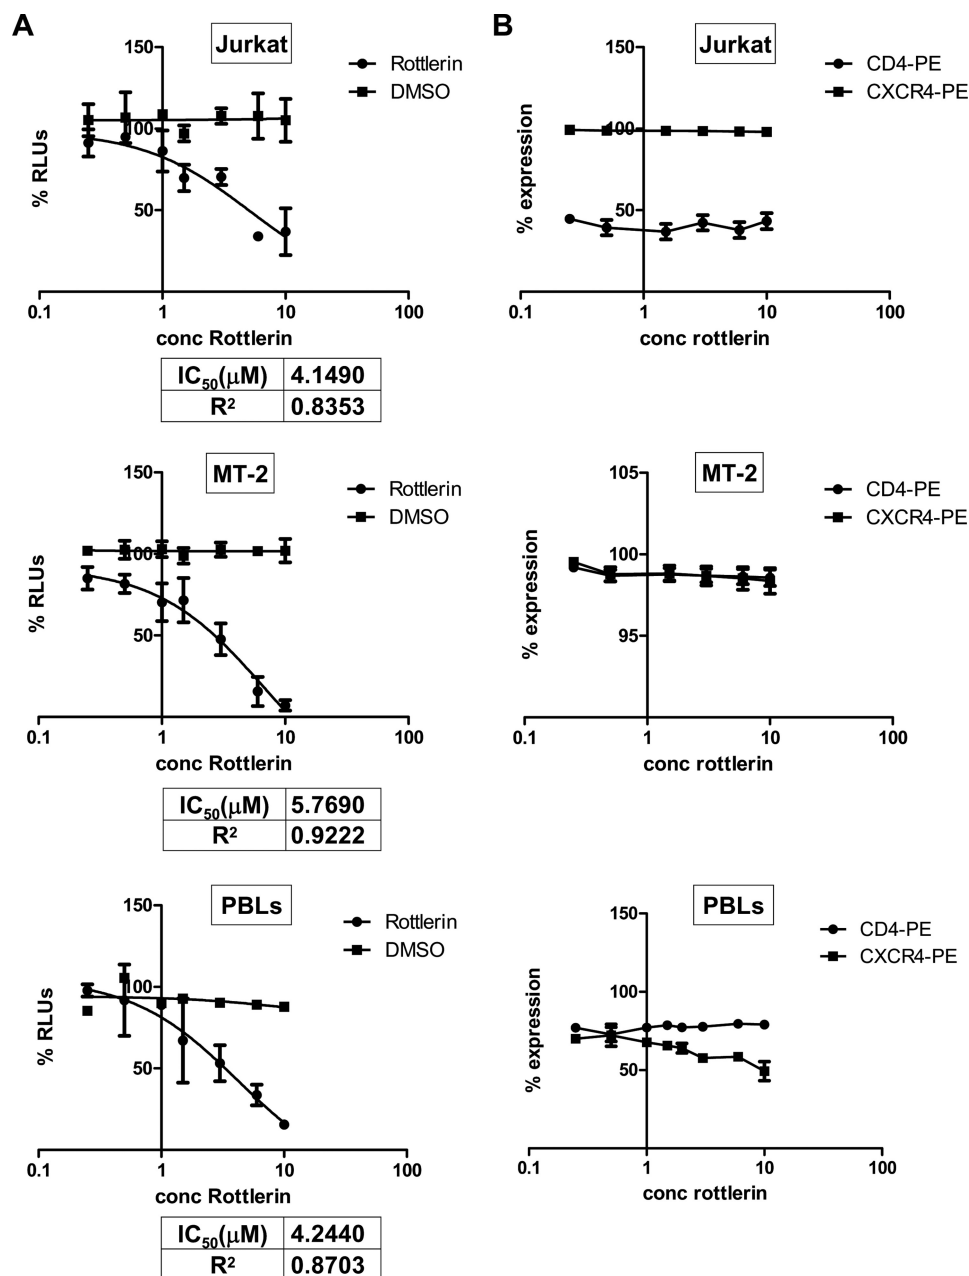 A
Jurkat
Rottlerin
DMSO
% RLUs
150
100
50
0.1
1
10
100
conc Rottlerin
IC50(μM) 4.1490
R2 0.8353
B
Jurkat
CD4-PE
CXCR4-PE
% expression
150
100
50
0.1
1
10
100
conc rottlerin
MT-2
Rottlerin
DMSO
% RLUs
150
100
50
0.1
1
10
100
conc Rottlerin
IC50(μM) 5.7690
R2 0.9222
MT-2
CD4-PE
CXCR4-PE
% expression
105
100
95
0.1
1
10
100
conc rottlerin
PBLs
Rottlerin
DMSO
% RLUs
150
100
50
0.1
1
10
100
conc Rottlerin
IC50(μM) 4.2440
R2 0.8703
PBLs
CD4-PE
CXCR4-PE
% expression
150
100
50
0.1
1
10
100
conc rottlerin